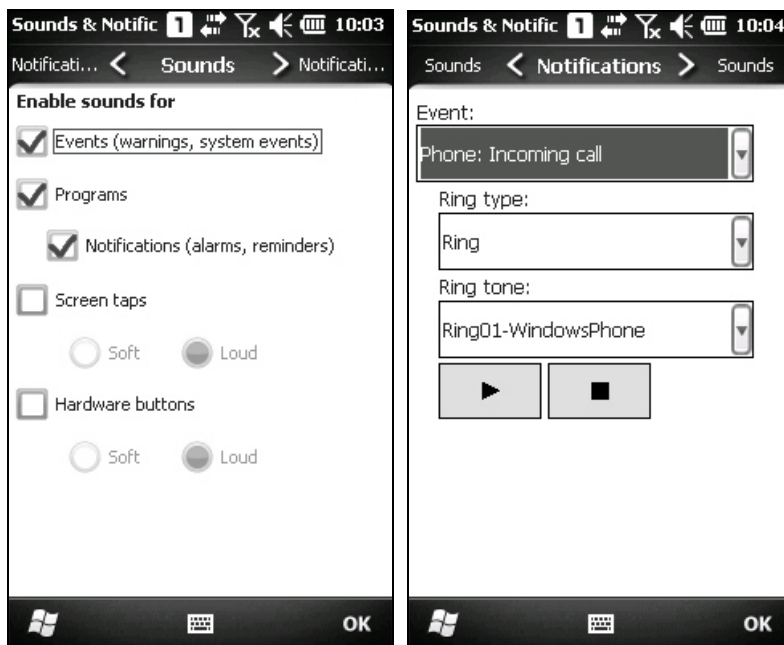 Sounds & Notific 1 10:03
Notificati... Sounds Notificati...
Enable sounds for
Events (warnings, system events)
Programs
Notifications (alarms, reminders)
Screen taps
Soft Loud
Hardware buttons
Soft Loud
OK
Sounds & Notific 1 10:04
Sounds Notifications Sounds
Event:
Phone: Incoming call
Ring type:
Ring
Ring tone:
Ring01-WindowsPhone
OK